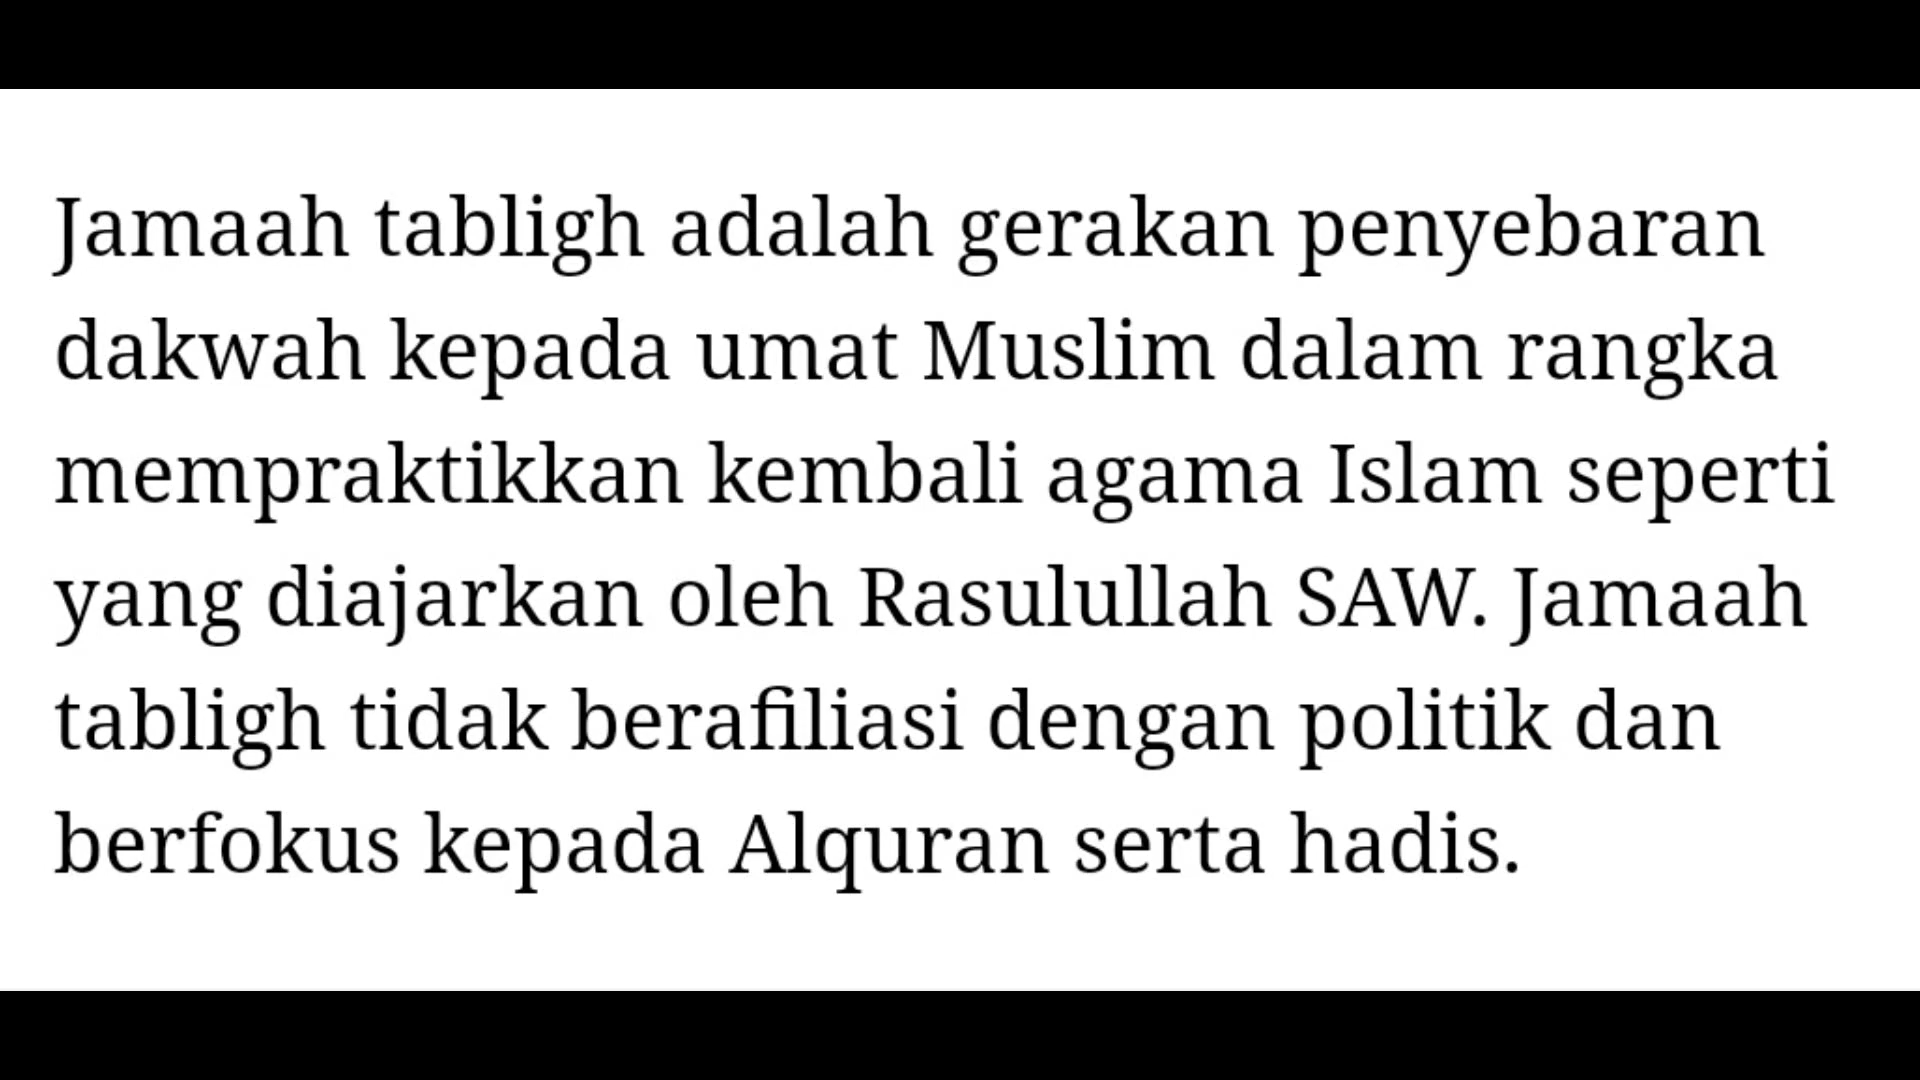 Jamaah tabligh adalah gerakan penyebaran
dakwah kepada umat Muslim dalam rangka
mempraktikkan kembali agama Islam seperti
yang diajarkan oleh Rasulullah SAW. Jamaah
tabligh tidak berafiliasi dengan politik dan
berfokus kepada Alquran serta hadis.